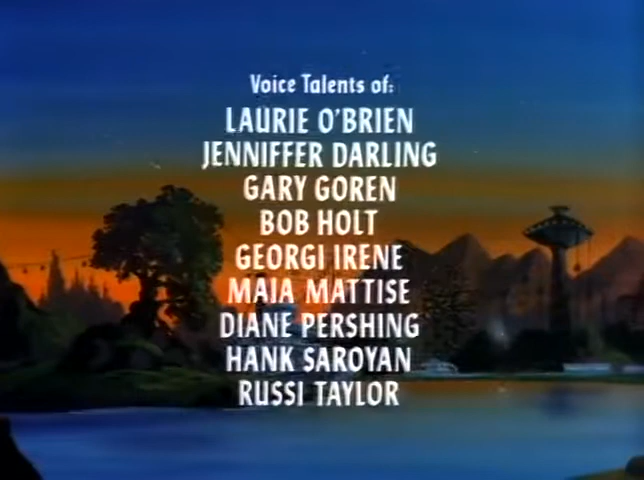 Voice Talents of:
LAURIE O'BRIEN
JENNIFFER DARLING
GARY GOREN
BOB HOLT
GEORGI IRENE
MAIA MATTISE
DIANE PERSHING
HANK SAROYAN
RUSSI TAYLOR